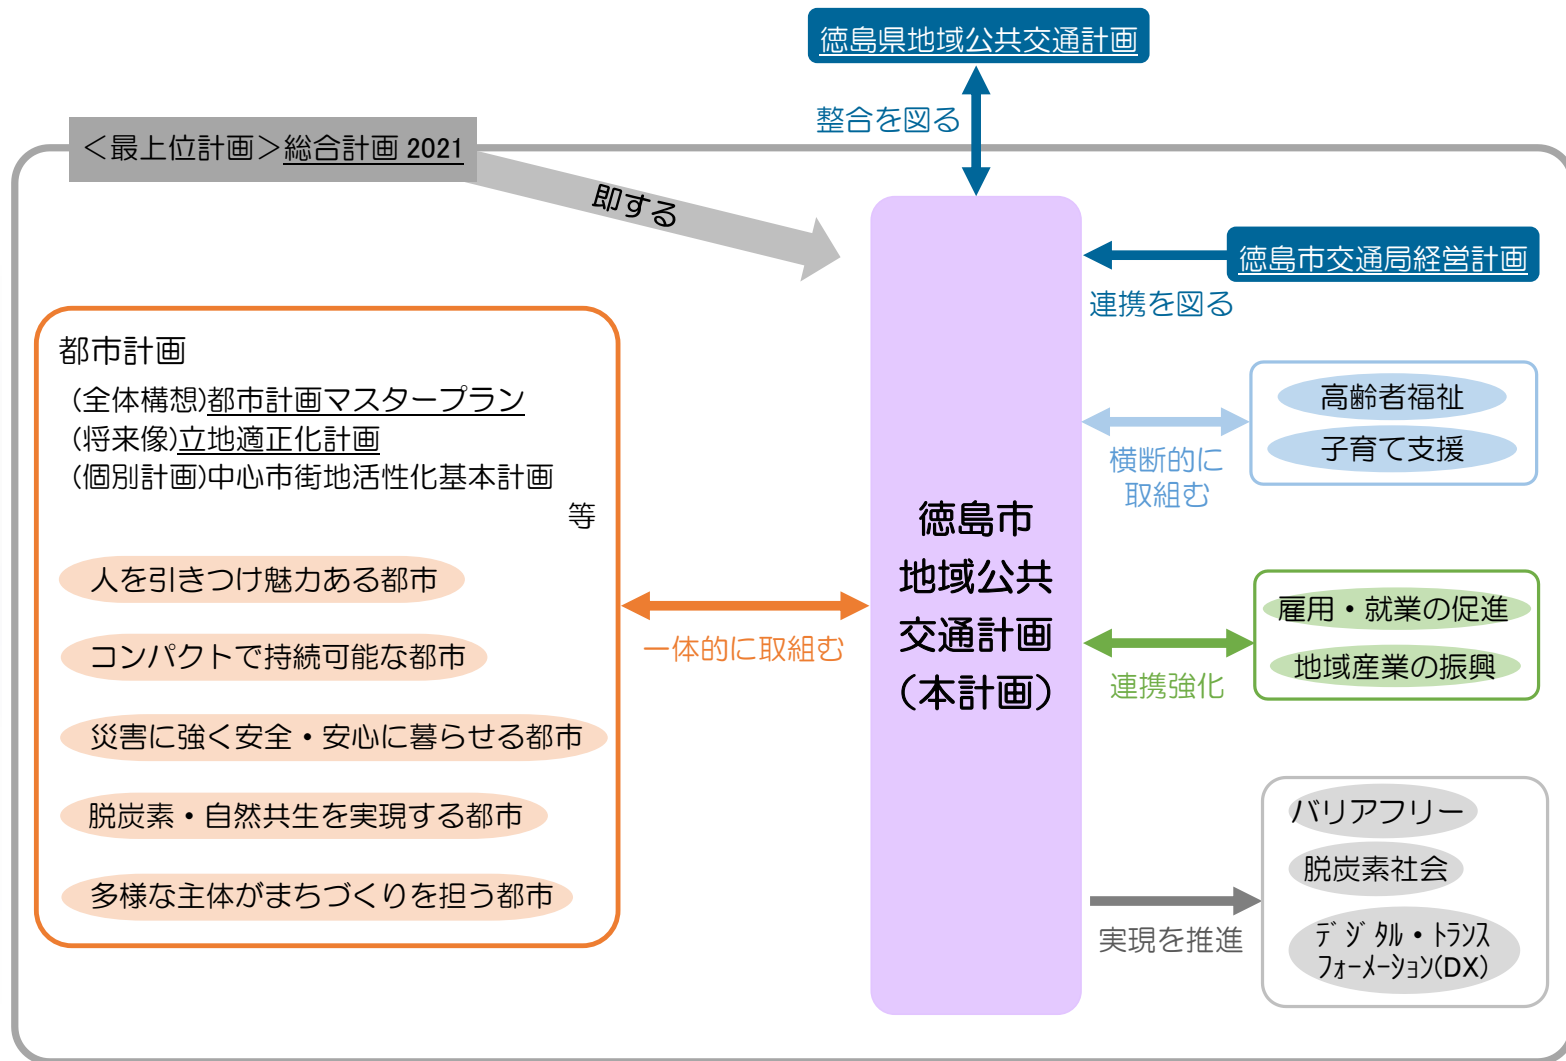 徳島県地域公共交通計画
整合を図る
＜最上位計画＞総合計画 2021
即する
徳島市交通局経営計画
連携を図る
都市計画
(全体構想)都市計画マスタープラン
(将来像)立地適正化計画
(個別計画)中心市街地活性化基本計画
等
人を引きつけ魅力ある都市
コンパクトで持続可能な都市
災害に強く安全・安心に暮らせる都市
脱炭素・自然共生を実現する都市
多様な主体がまちづくりを担う都市
一体的に取組む
徳島市
地域公共
交通計画
（本計画）
高齢者福祉
子育て支援
横断的に
取組む
雇用・就業の促進
地域産業の振興
連携強化
バリアフリー
脱炭素社会
ﾃﾞｼﾞﾀﾙ・ﾄﾗﾝｽ
ﾌｫｰﾒｰｼｮﾝ(DX)
実現を推進